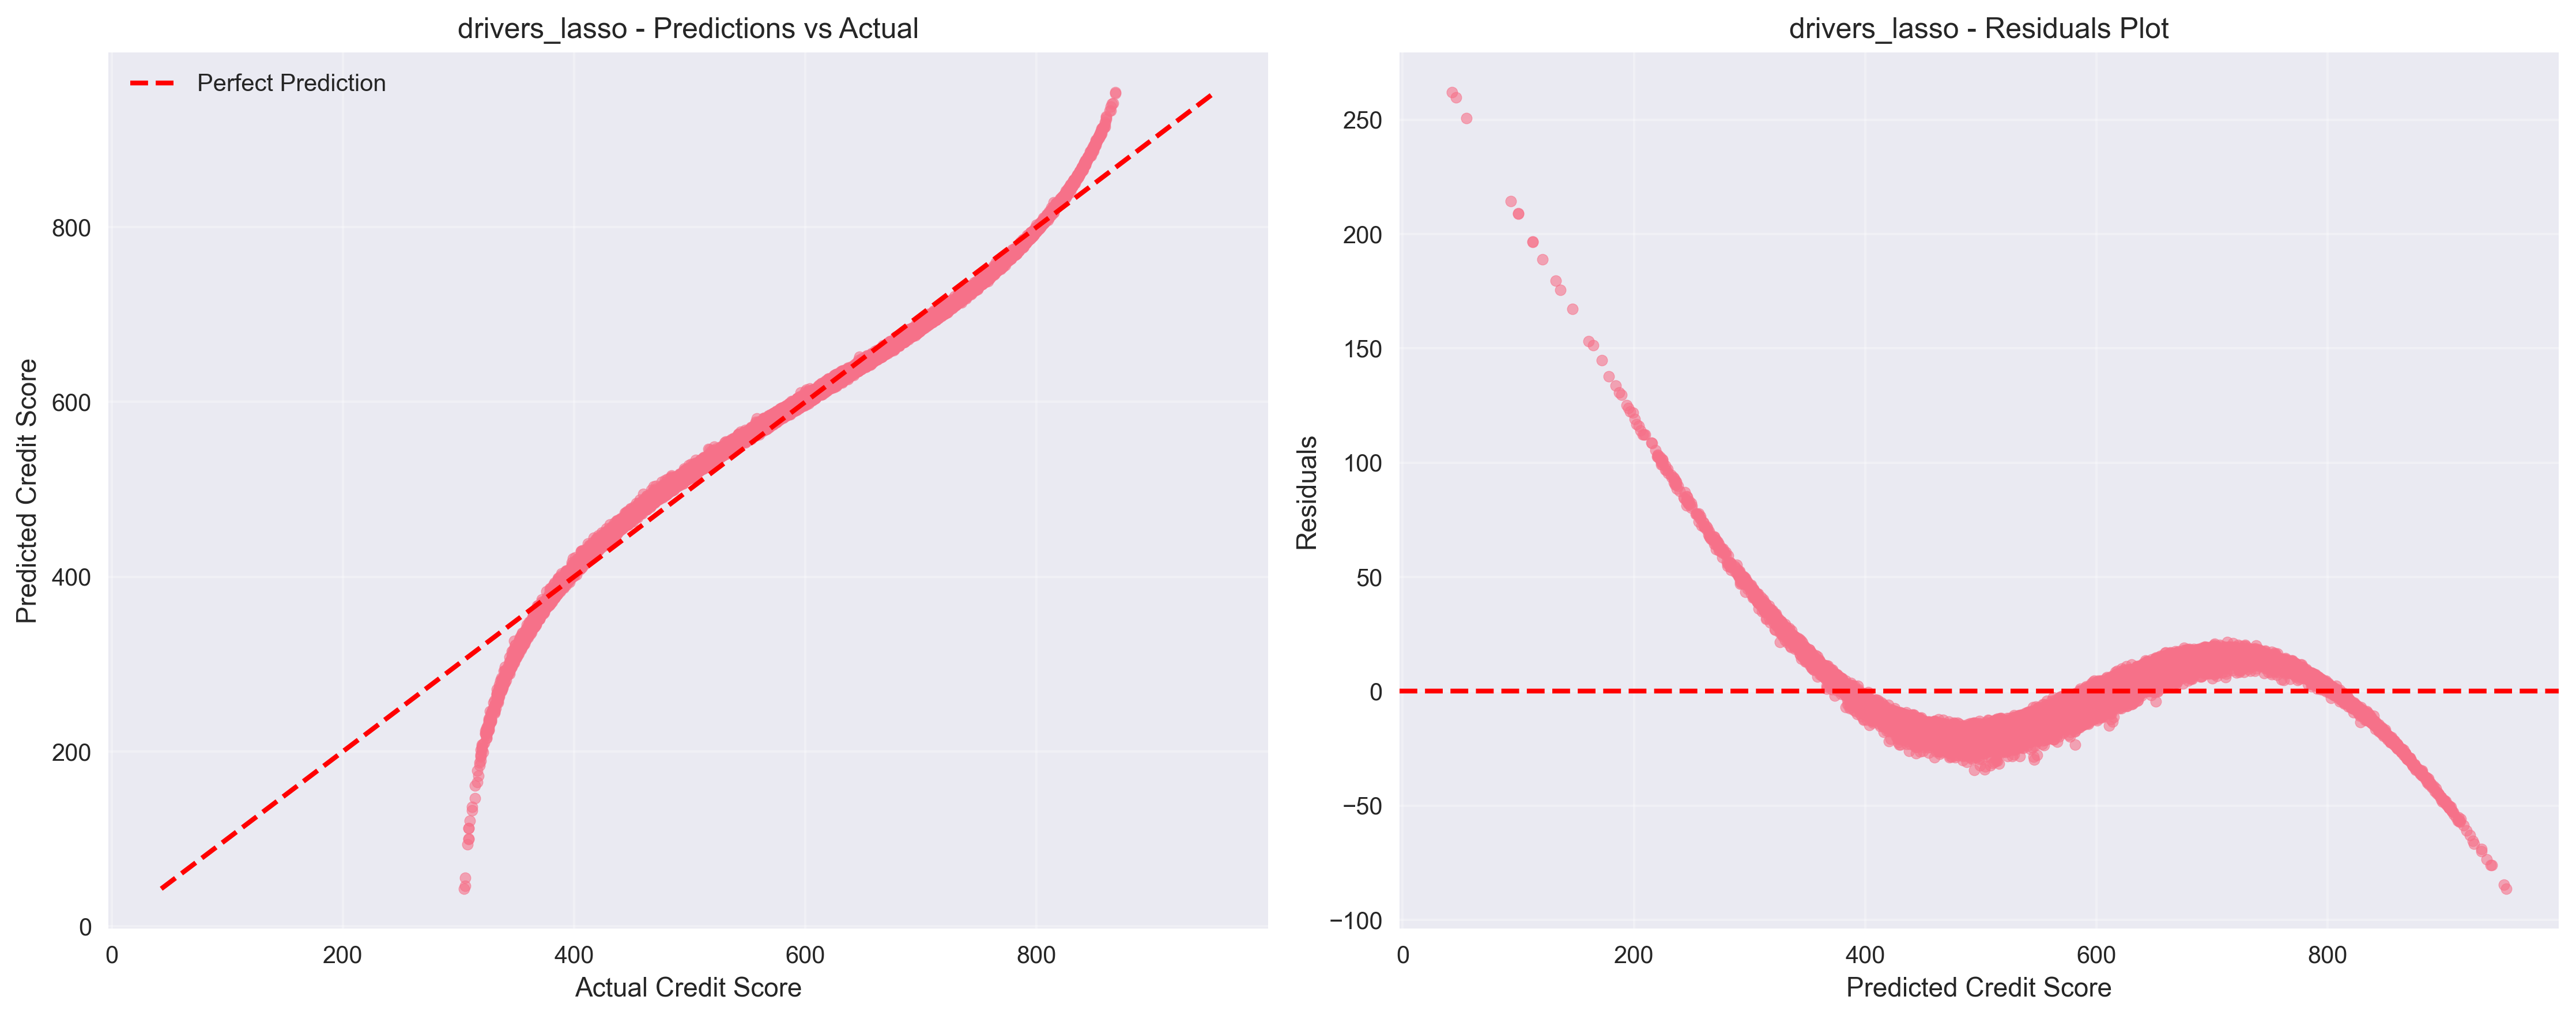 drivers_lasso - Predictions vs Actual
Perfect Prediction
Predicted Credit Score
800
600
400
200
0
0 200 400 600 800
Actual Credit Score
drivers_lasso - Residuals Plot
Residuals
250
200
150
100
50
0
−50
−100
0 200 400 600 800
Predicted Credit Score